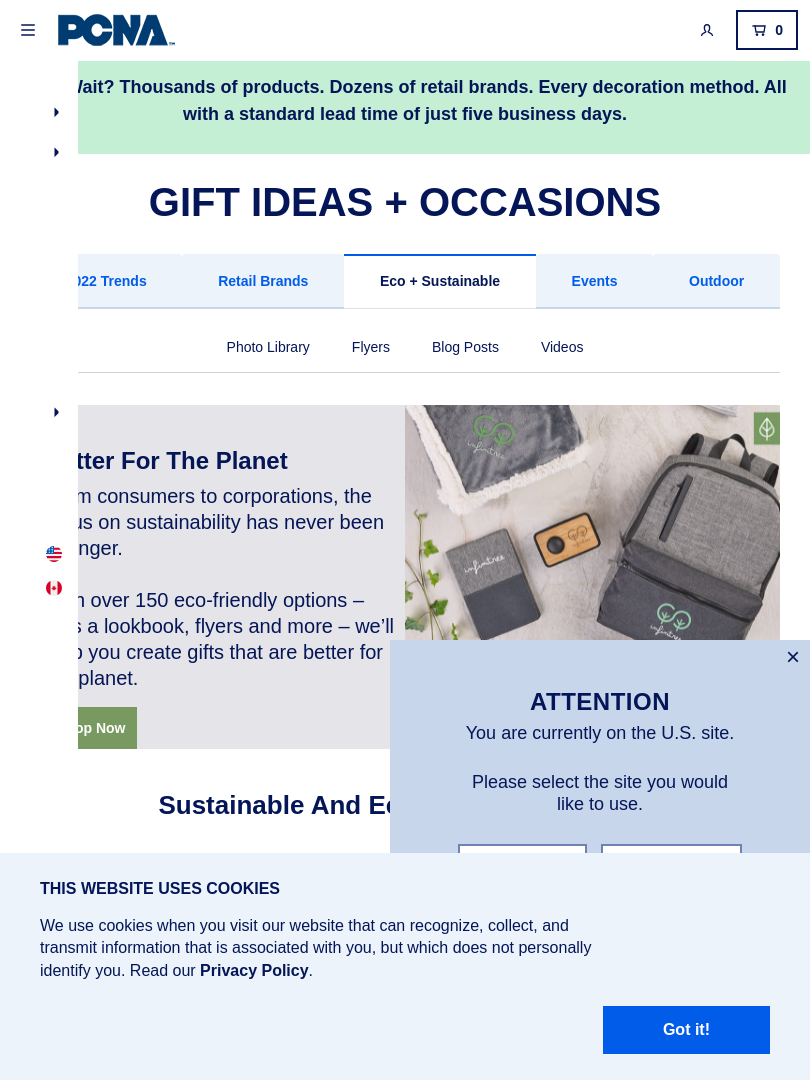 PCNA
0
Wait? Thousands of products. Dozens of retail brands. Every decoration method. All
with a standard lead time of just five business days.
GIFT IDEAS + OCCASIONS
022 Trends
Retail Brands
Eco + Sustainable
Events
Outdoor
Photo Library
Flyers
Blog Posts
Videos
tter For The Planet
m consumers to corporations, the
us on sustainability has never been
nger.
n over 150 eco-friendly options –
s a lookbook, flyers and more – we'll
p you create gifts that are better for
planet.
op Now
infinitree
infinitree
infinitree
Sustainable And Ec
ATTENTION
You are currently on the U.S. site.
Please select the site you would
like to use.
THIS WEBSITE USES COOKIES
We use cookies when you visit our website that can recognize, collect, and
transmit information that is associated with you, but which does not personally
identify you. Read our Privacy Policy.
Got it!